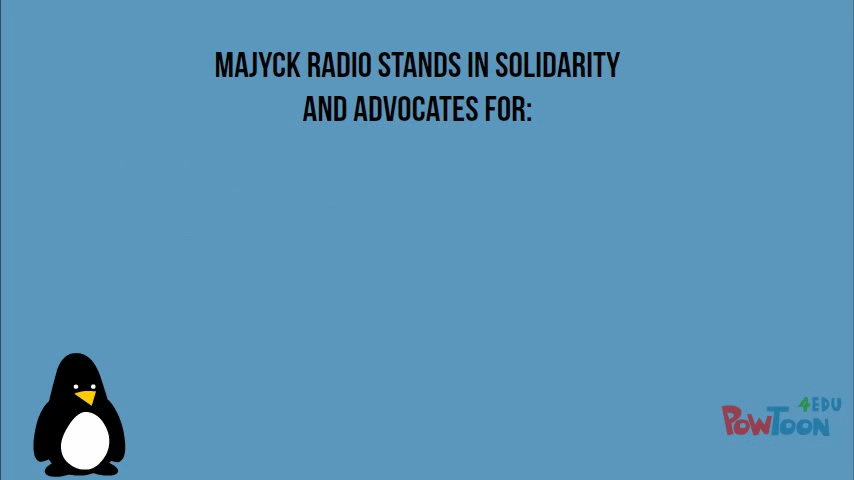 MAJYCK RADIO STANDS IN SOLIDARITY
AND ADVOCATES FOR:
4EDU
POWTOON